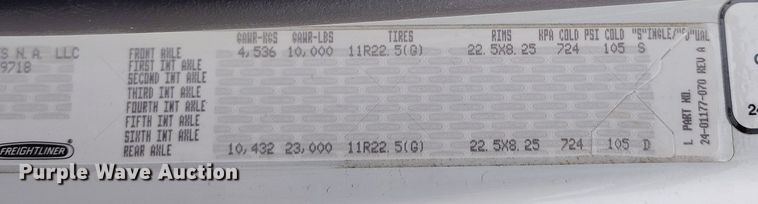 GAWR-KGS GAWR-LBS TIRES RIMS KPA COLD PSI COLD "S"INGLE/"D"UAL
S N.A. LLC
9718
FRONT AXLE 4,536 10,000 11R22.5(G) 22.5X8.25 724 105 S
FIRST INT AXLE
SECOND INT AXLE
THIRD INT AXLE
FOURTH INT AXLE
FIFTH INT AXLE
SIXTH INT AXLE
REAR AXLE 10,432 23,000 11R22.5(G) 22.5X8.25 724 105 D
FREIGHTLINER
L PART NO.
24-01177-070 REV A
24
Purple Wave Auction